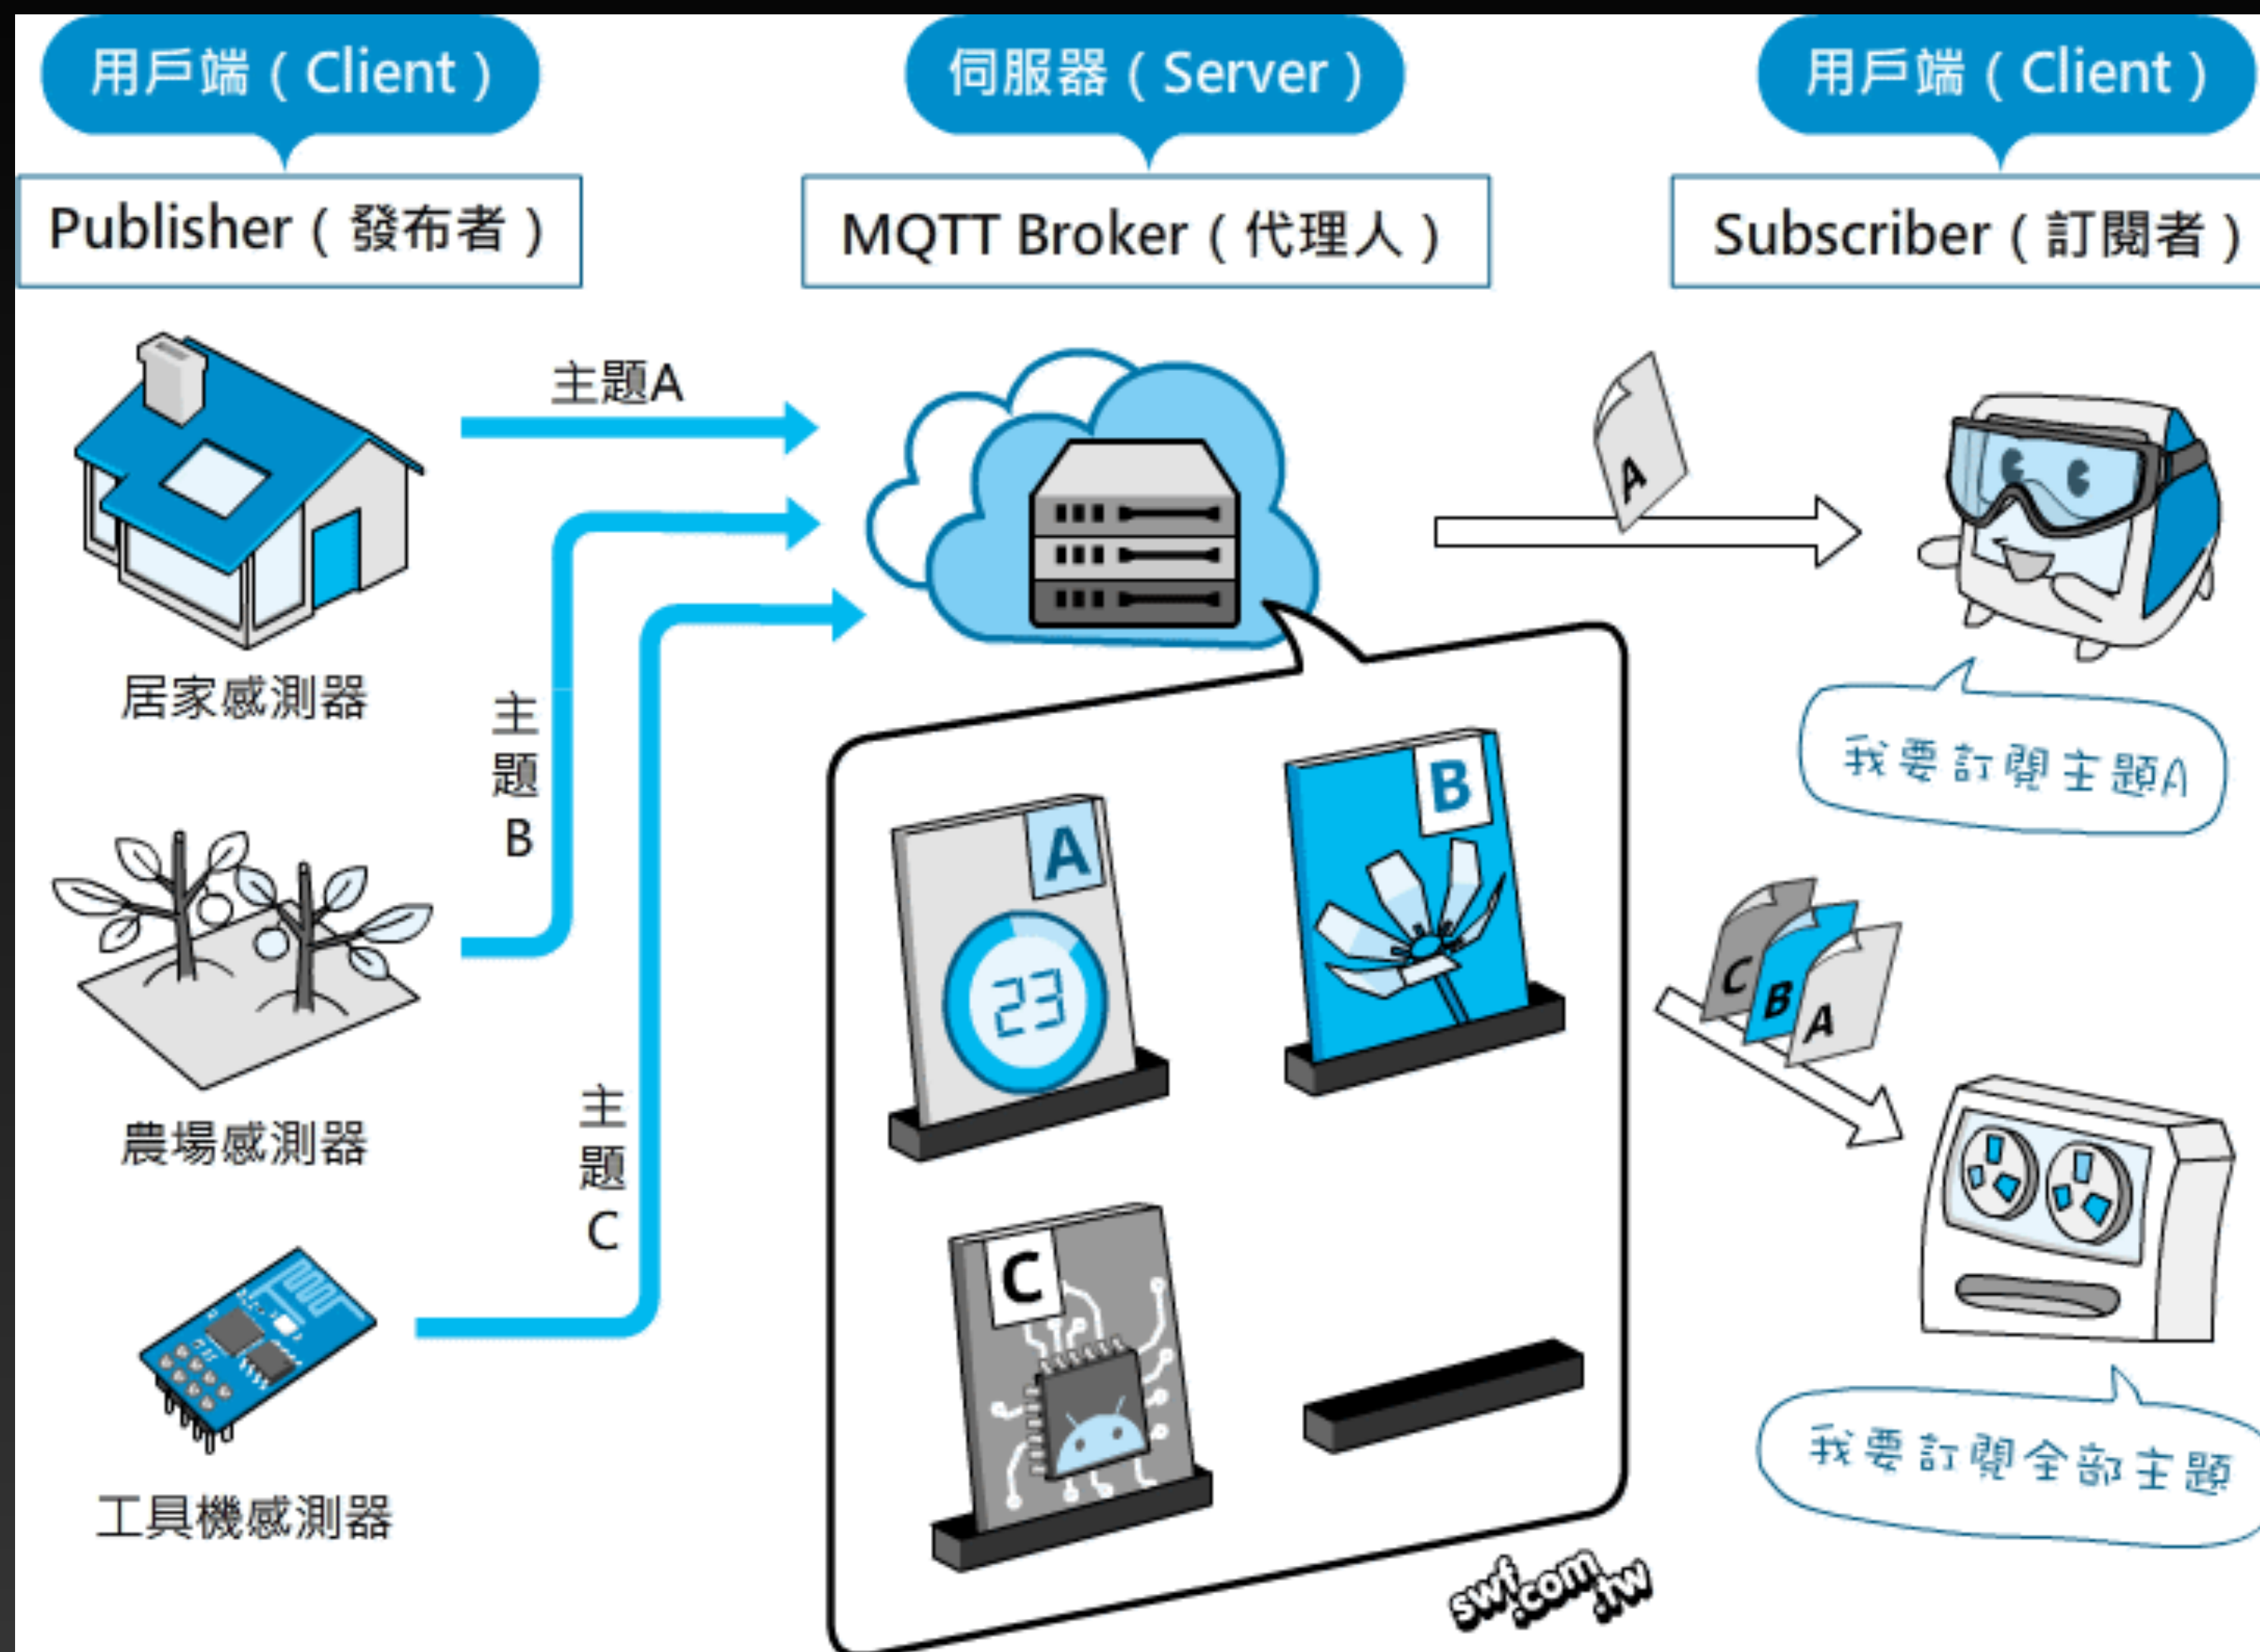 用戶端（Client）
伺服器（Server）
用戶端（Client）
Publisher（發布者）
MQTT Broker（代理人）
Subscriber（訂閱者）
主題A
A
居家感測器
主題B
我要訂閱主題A
A
B
23
C
B
A
農場感測器
主題C
C
工具機感測器
我要訂閱全部主題
swf.com.tw